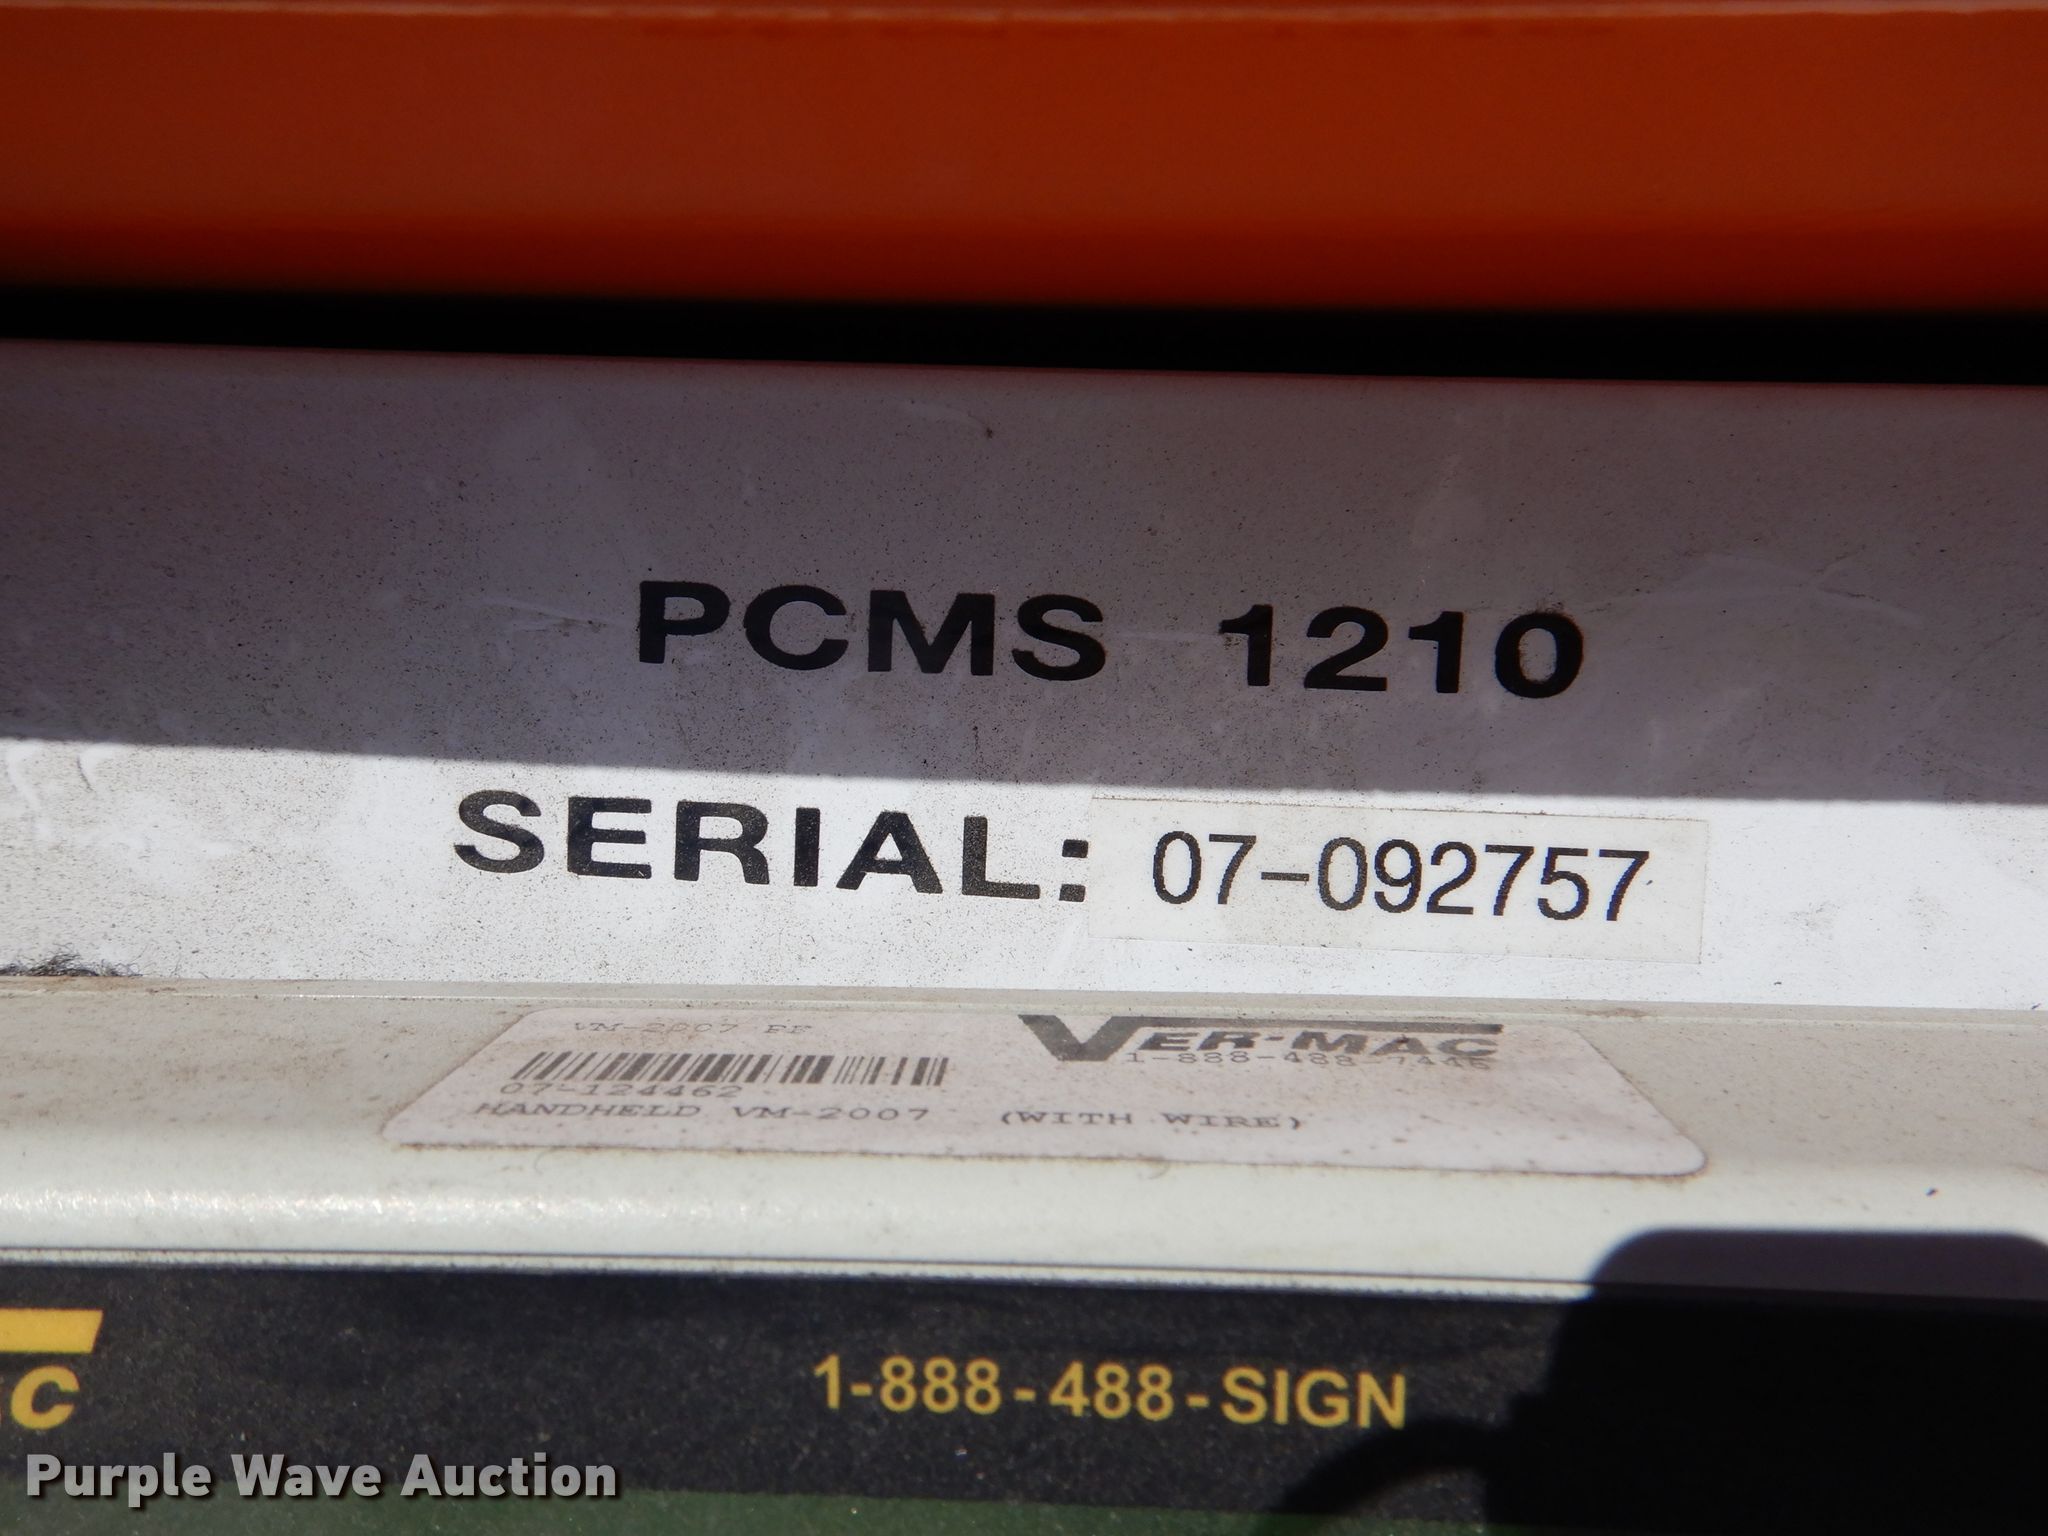 PCMS 1210
SERIAL: 07-092757
VM-2007
VER-MAC
1-888-488-7446
07-124462
HANDHELD VM-2007 (WITH WIRE)
1-888-488-SIGN
Purple Wave Auction